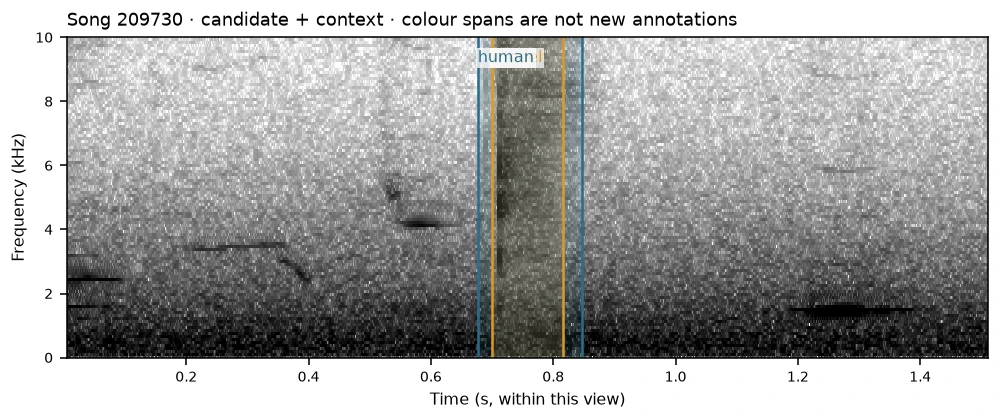 Song 209730 · candidate + context · colour spans are not new annotations
10
8
6
4
2
0
Frequency (kHz)
human
0.2 0.4 0.6 0.8 1.0 1.2 1.4
Time (s, within this view)